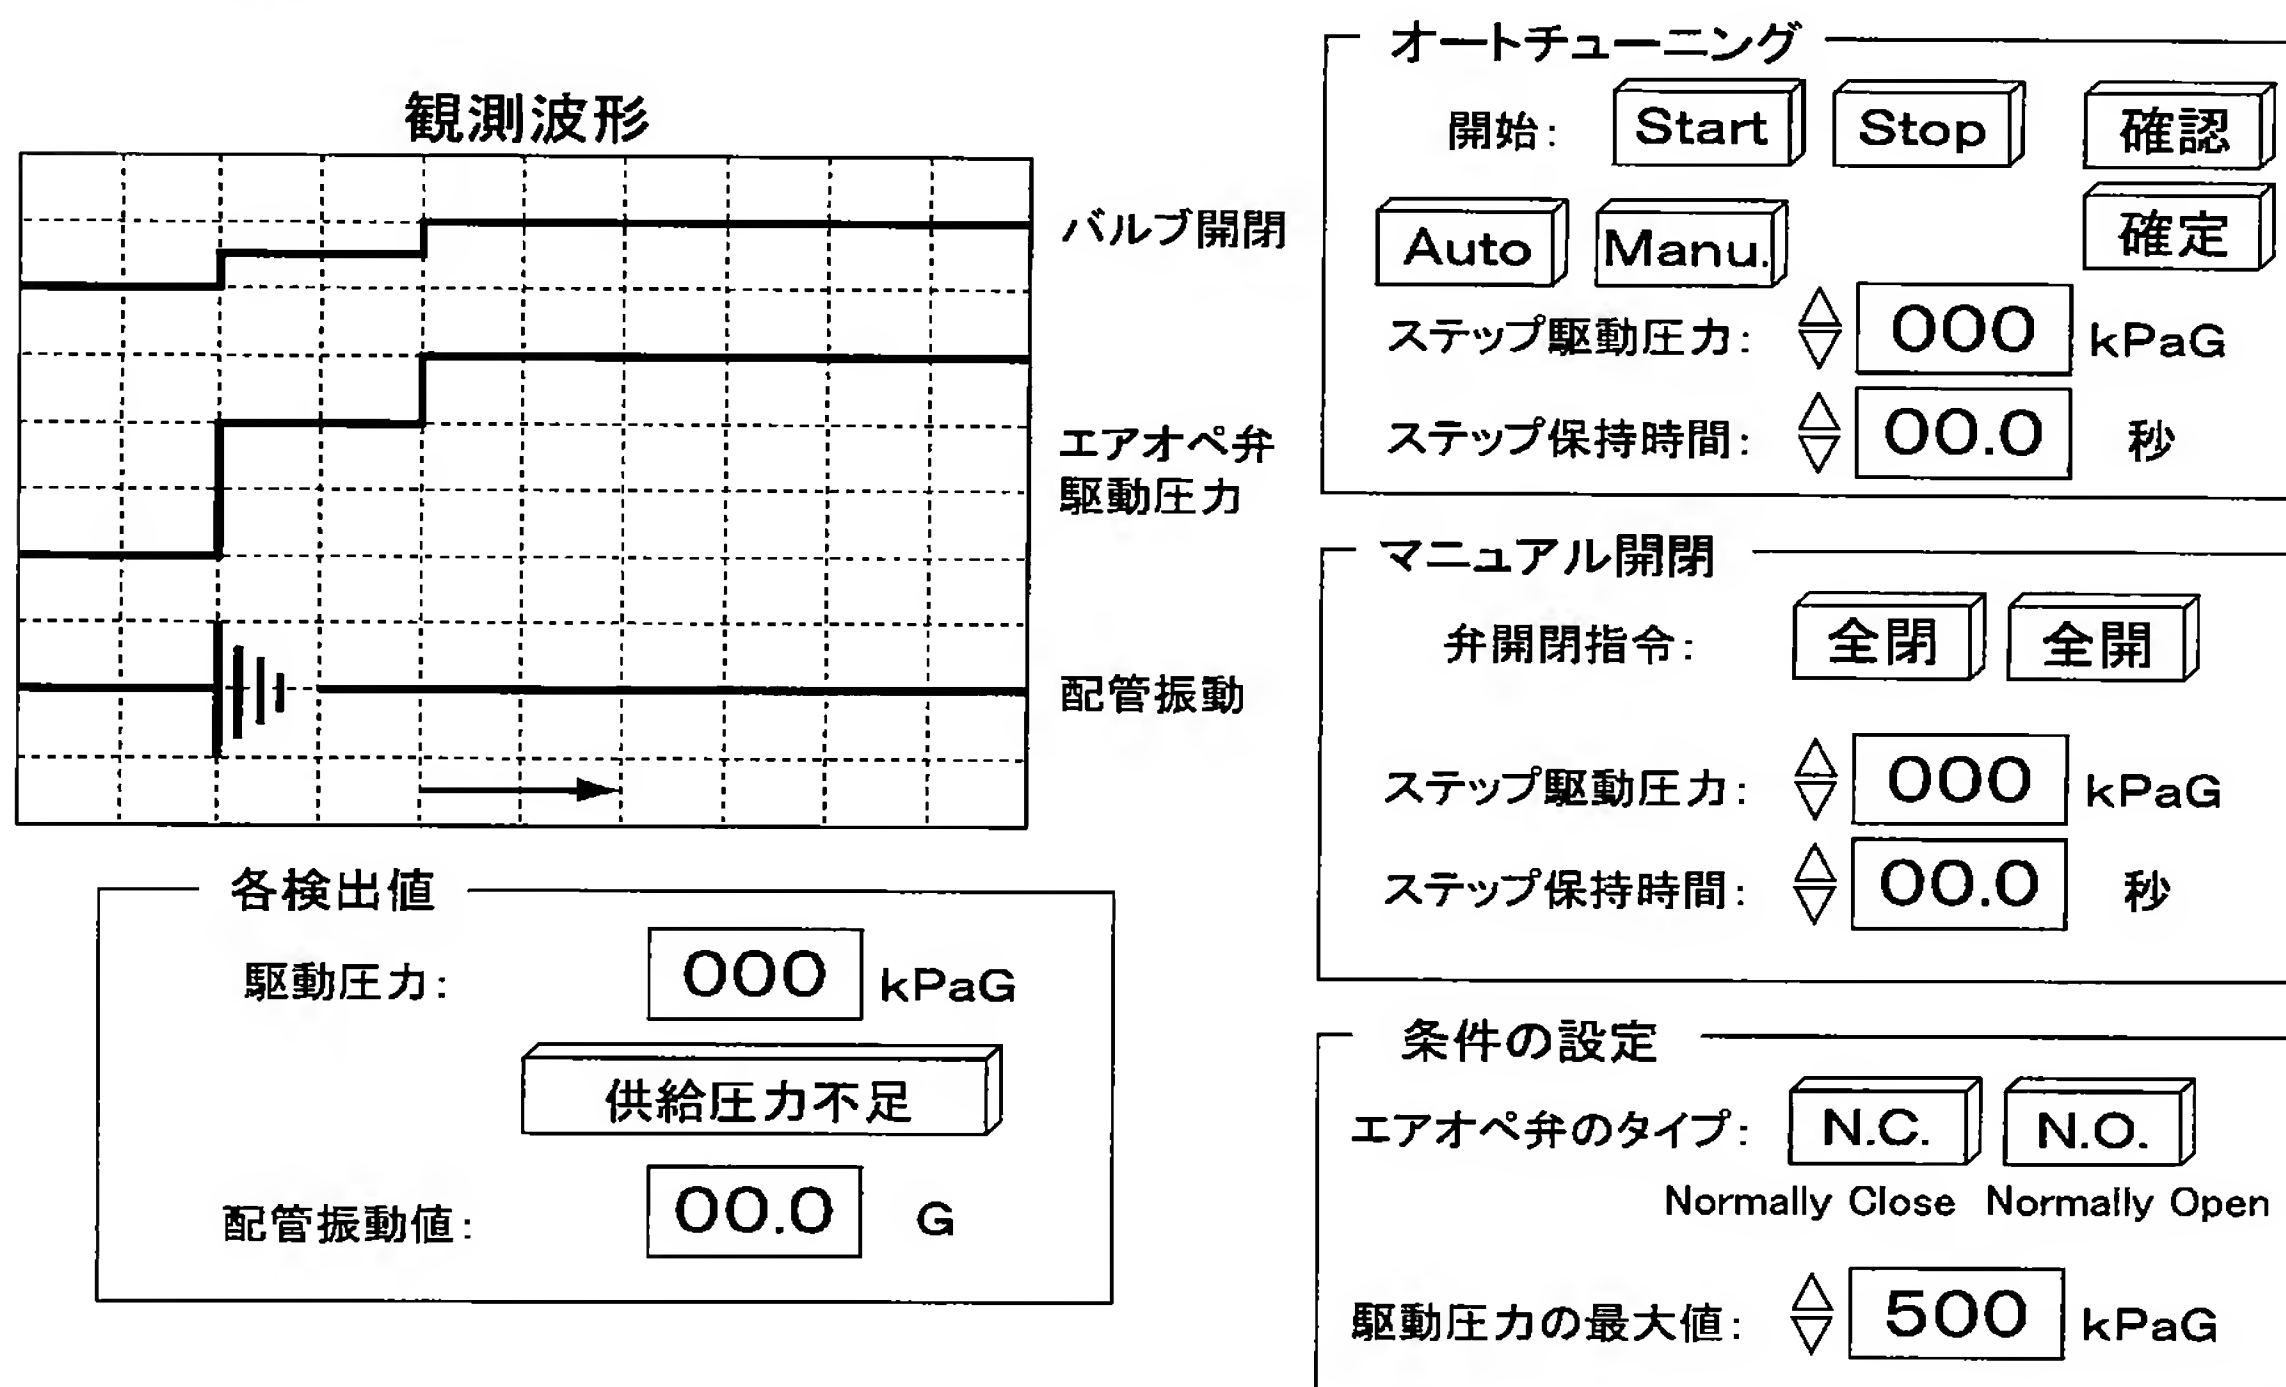 観測波形
バルブ開閉
エアオペ弁
駆動圧力
配管振動
各検出値
駆動圧力: 000 kPaG
供給圧力不足
配管振動値: 00.0 G
オートチューニング
開始: Start Stop 確認
Auto Manu. 確定
ステップ駆動圧力: 000 kPaG
ステップ保持時間: 00.0 秒
マニュアル開閉
弁開閉指令: 全閉 全開
ステップ駆動圧力: 000 kPaG
ステップ保持時間: 00.0 秒
条件の設定
エアオペ弁のタイプ: N.C. N.O.
Normally Close Normally Open
駆動圧力の最大値: 500 kPaG